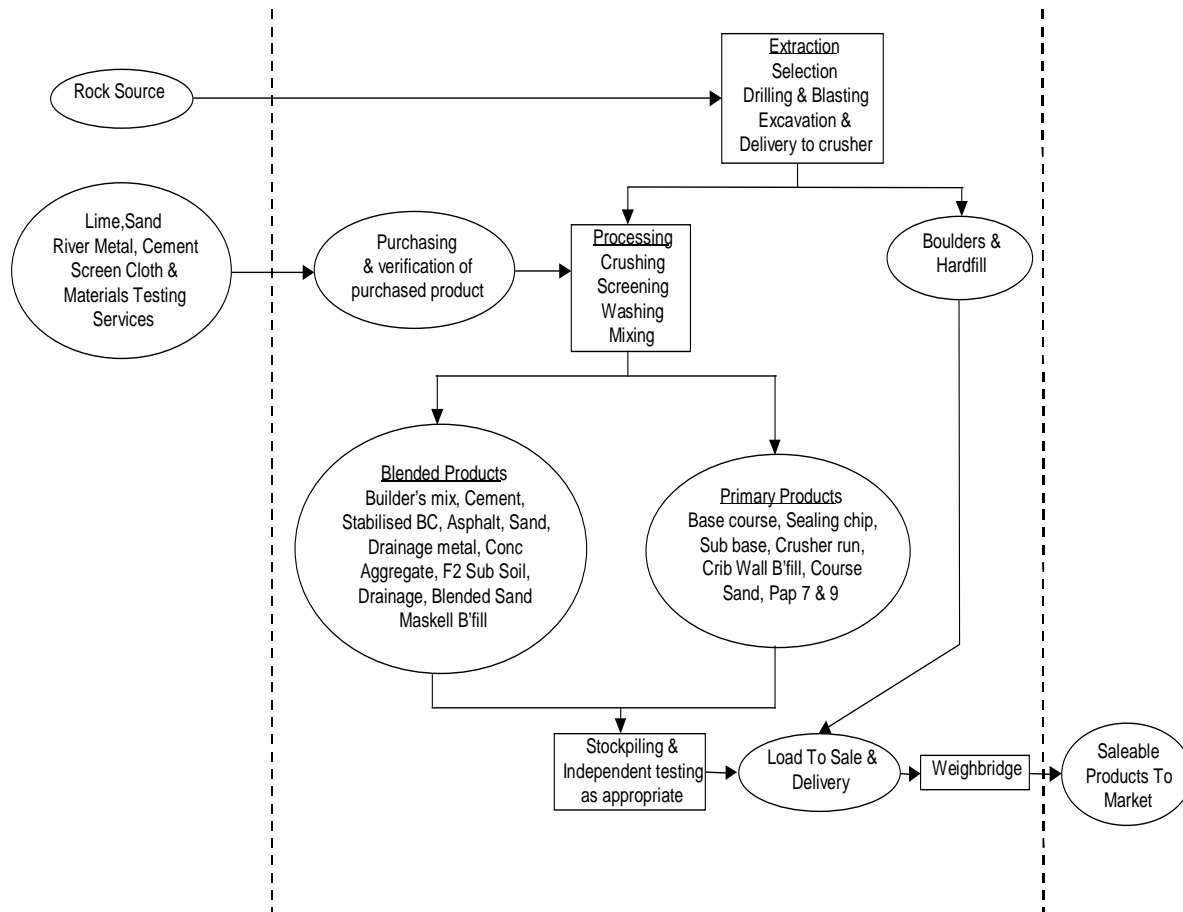 Extraction
Selection
Drilling & Blasting
Excavation &
Delivery to crusher
Rock Source
Lime,Sand
River Metal, Cement
Screen Cloth &
Materials Testing
Services
Purchasing
& verification of
purchased product
Processing
Crushing
Screening
Washing
Mixing
Boulders &
Hardfill
Blended Products
Builder's mix, Cement,
Stabilised BC, Asphalt, Sand,
Drainage metal, Conc
Aggregate, F2 Sub Soil,
Drainage, Blended Sand
Maskell B'fill
Primary Products
Base course, Sealing chip,
Sub base, Crusher run,
Crib Wall B'fill, Course
Sand, Pap 7 & 9
Stockpiling &
Independent testing
as appropriate
Load To Sale &
Delivery
Weighbridge
Saleable
Products To
Market